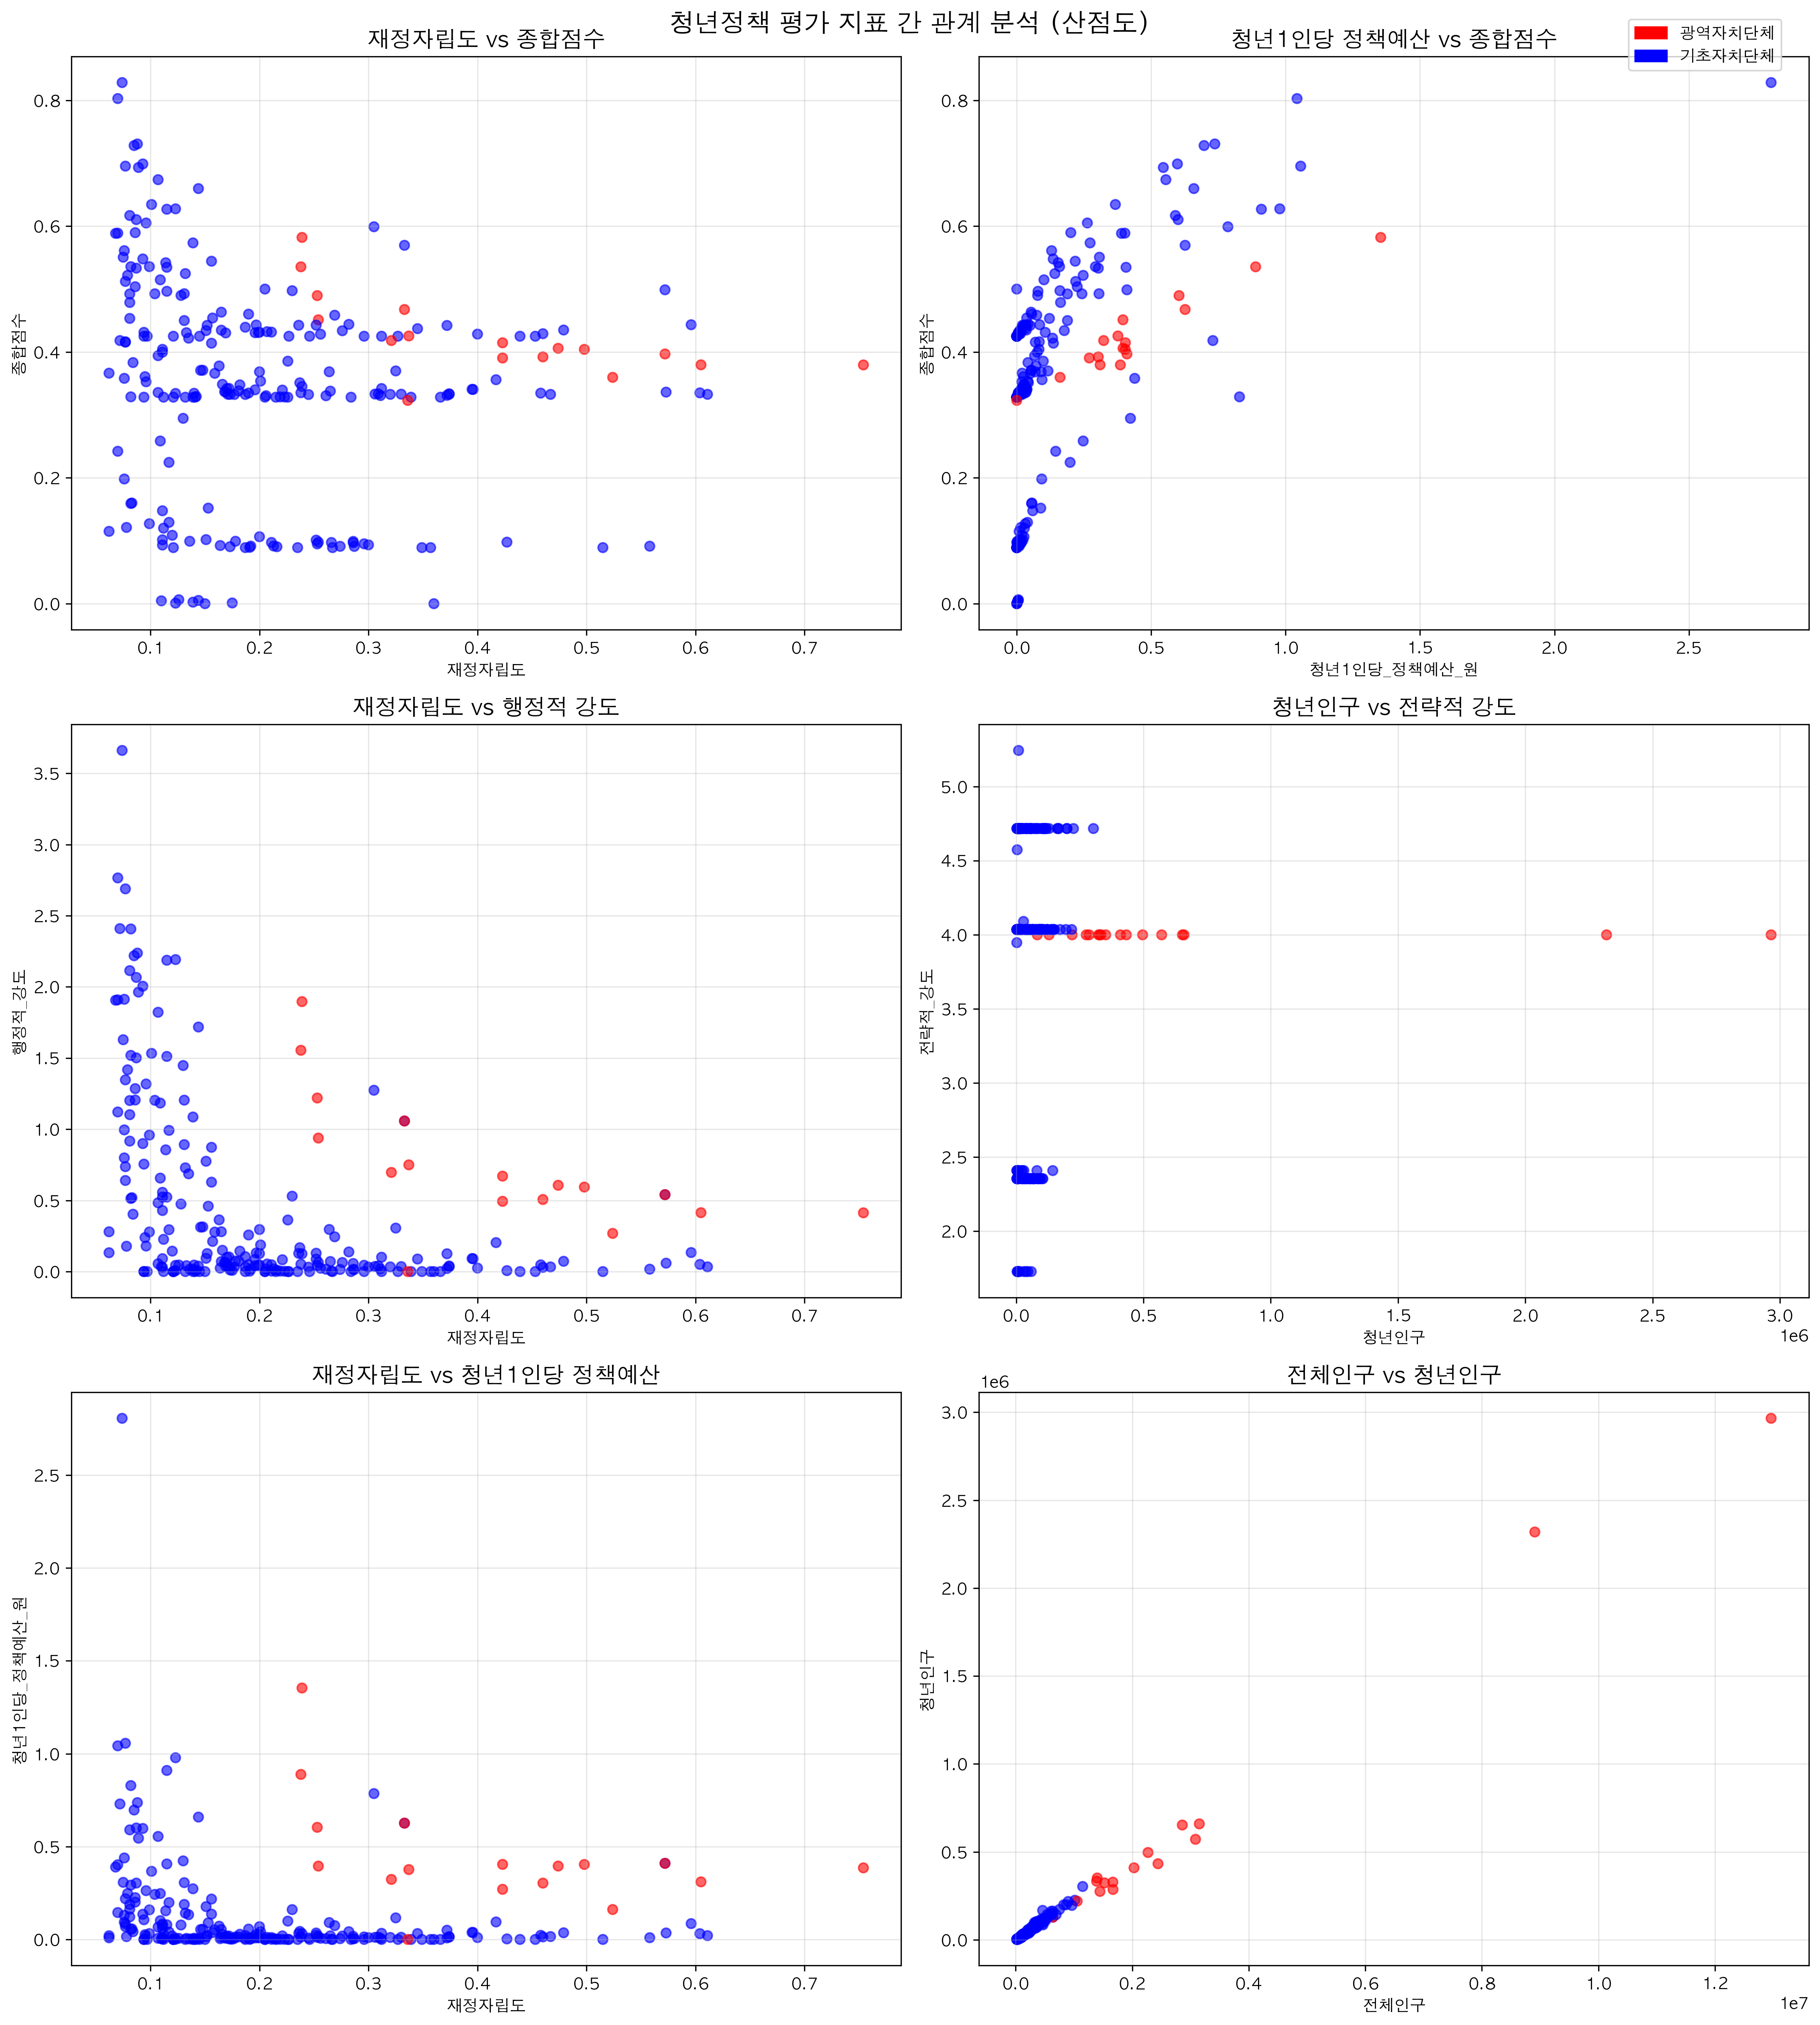 청년정책 평가 지표 간 관계 분석 (산점도)
재정자립도 vs 종합점수
종합점수
0.8
0.6
0.4
0.2
0.0
0.1 0.2 0.3 0.4 0.5 0.6 0.7
재정자립도
청년1인당 정책예산 vs 종합점수
광역자치단체
기초자치단체
종합점수
0.8
0.6
0.4
0.2
0.0
0.0 0.5 1.0 1.5 2.0 2.5
청년1인당_정책예산_원
재정자립도 vs 행정적 강도
행정적_강도
3.5
3.0
2.5
2.0
1.5
1.0
0.5
0.0
0.1 0.2 0.3 0.4 0.5 0.6 0.7
재정자립도
청년인구 vs 전략적 강도
전략적_강도
5.0
4.5
4.0
3.5
3.0
2.5
2.0
0.0 0.5 1.0 1.5 2.0 2.5 3.0
1e6
청년인구
재정자립도 vs 청년1인당 정책예산
청년1인당_정책예산_원
2.5
2.0
1.5
1.0
0.5
0.0
0.1 0.2 0.3 0.4 0.5 0.6 0.7
재정자립도
전체인구 vs 청년인구
1e6
청년인구
3.0
2.5
2.0
1.5
1.0
0.5
0.0
0.0 0.2 0.4 0.6 0.8 1.0 1.2
1e7
전체인구